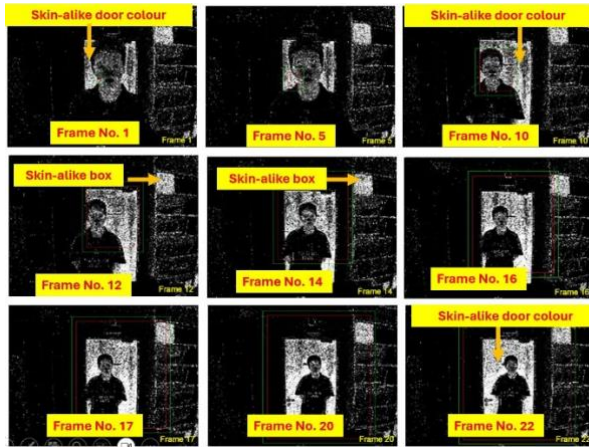 Skin-alike door colour
Skin-alike door colour
Frame No. 1
Frame 1
Frame No. 5
Frame 5
Frame No. 10
Frame 10
Skin-alike box
Skin-alike box
Frame No. 12
Frame 12
Frame No. 14
Frame 14
Frame No. 16
Frame 16
Skin-alike door colour
Frame No. 17
Frame 17
Frame No. 20
Frame 20
Frame No. 22
Frame 22